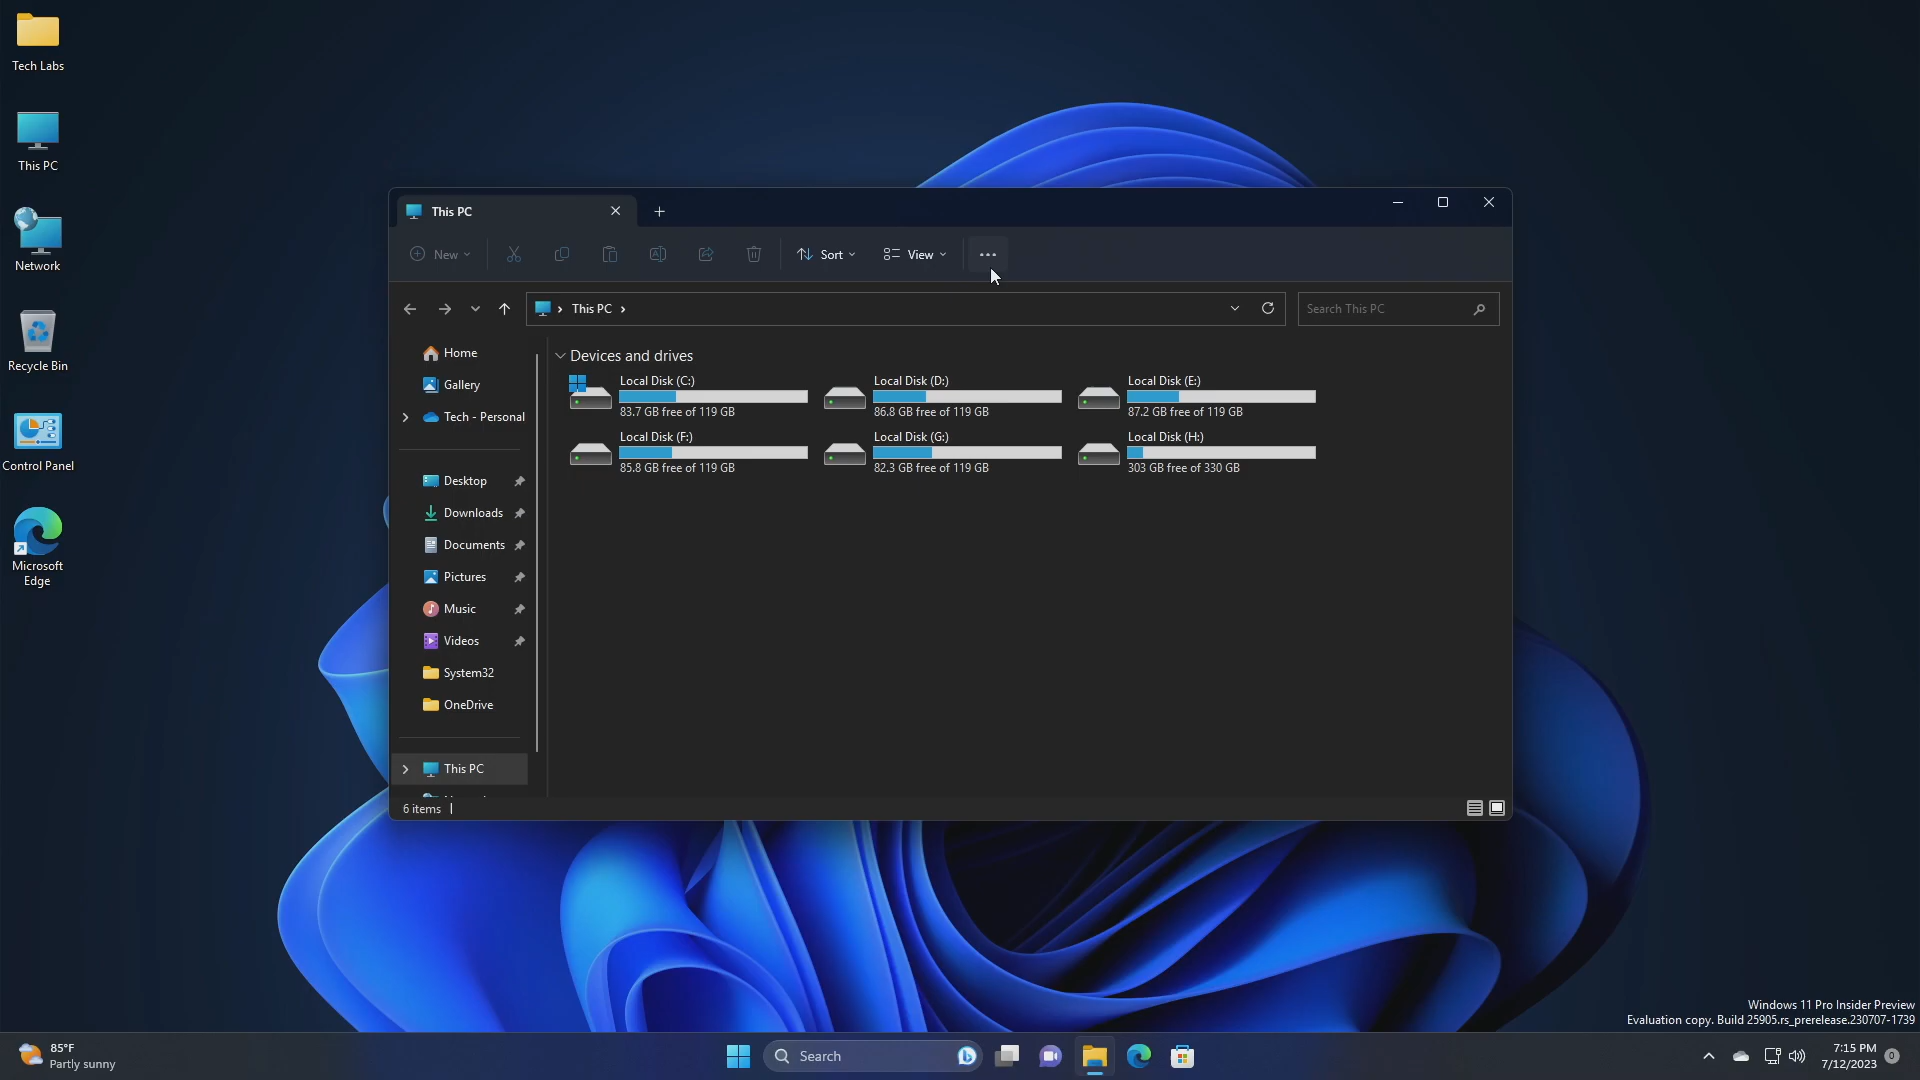 Tech Labs
This PC
Network
Recycle Bin
Control Panel
Microsoft
Edge
This PC
New
Sort
View
This PC
Search This PC
Home
Gallery
Tech - Personal
Desktop
Downloads
Documents
Pictures
Music
Videos
System32
OneDrive
This PC
Devices and drives
Local Disk (C:)
83.7 GB free of 119 GB
Local Disk (D:)
86.8 GB free of 119 GB
Local Disk (E:)
87.2 GB free of 119 GB
Local Disk (F:)
85.8 GB free of 119 GB
Local Disk (G:)
82.3 GB free of 119 GB
Local Disk (H:)
303 GB free of 330 GB
6 items
Windows 11 Pro Insider Preview
Evaluation copy. Build 25905.rs_prerelease.230707-1739
85°F
Partly sunny
Search
7:15 PM
7/12/2023
0